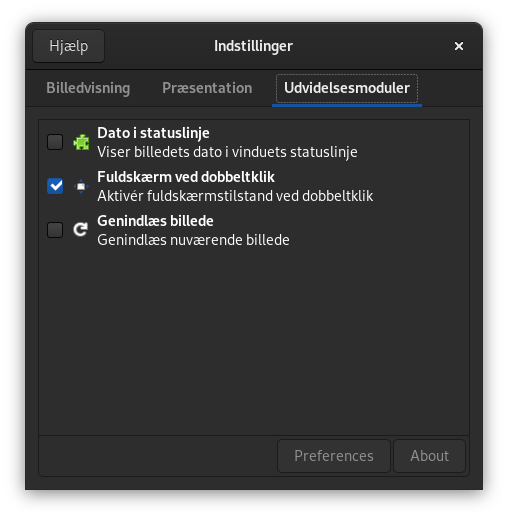 Hjælp
Indstillinger
Billedvisning
Præsentation
Udvidelsesmoduler
Dato i statuslinje
Viser billedets dato i vinduets statuslinje
Fuldskærm ved dobbeltklik
Aktivér fuldskærmstilstand ved dobbeltklik
Genindlæs billede
Genindlæs nuværende billede
Preferences
About